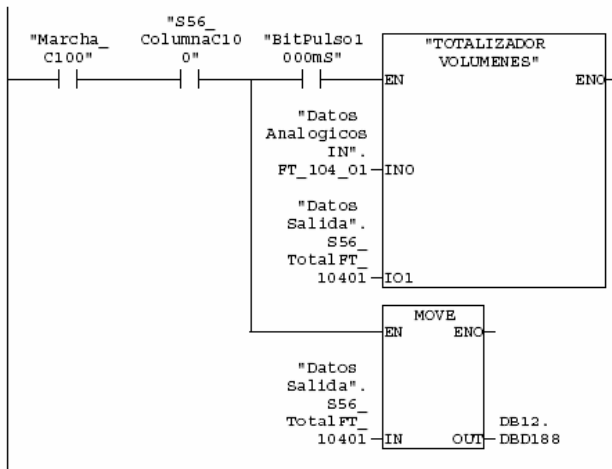 "S56_
"Marcha_ ColumnaC10 "BitPulso1
C100" 0" 000mS"
"TOTALIZADOR
VOLUMENES"
EN ENO
"Datos
Analogicos
IN".
FT_104_01 IN0
"Datos
Salida".
S56_
TotalFT_
10401 IO1
MOVE
EN ENO
"Datos
Salida".
S56_
TotalFT_
10401 IN OUT
DB12.
DBD188